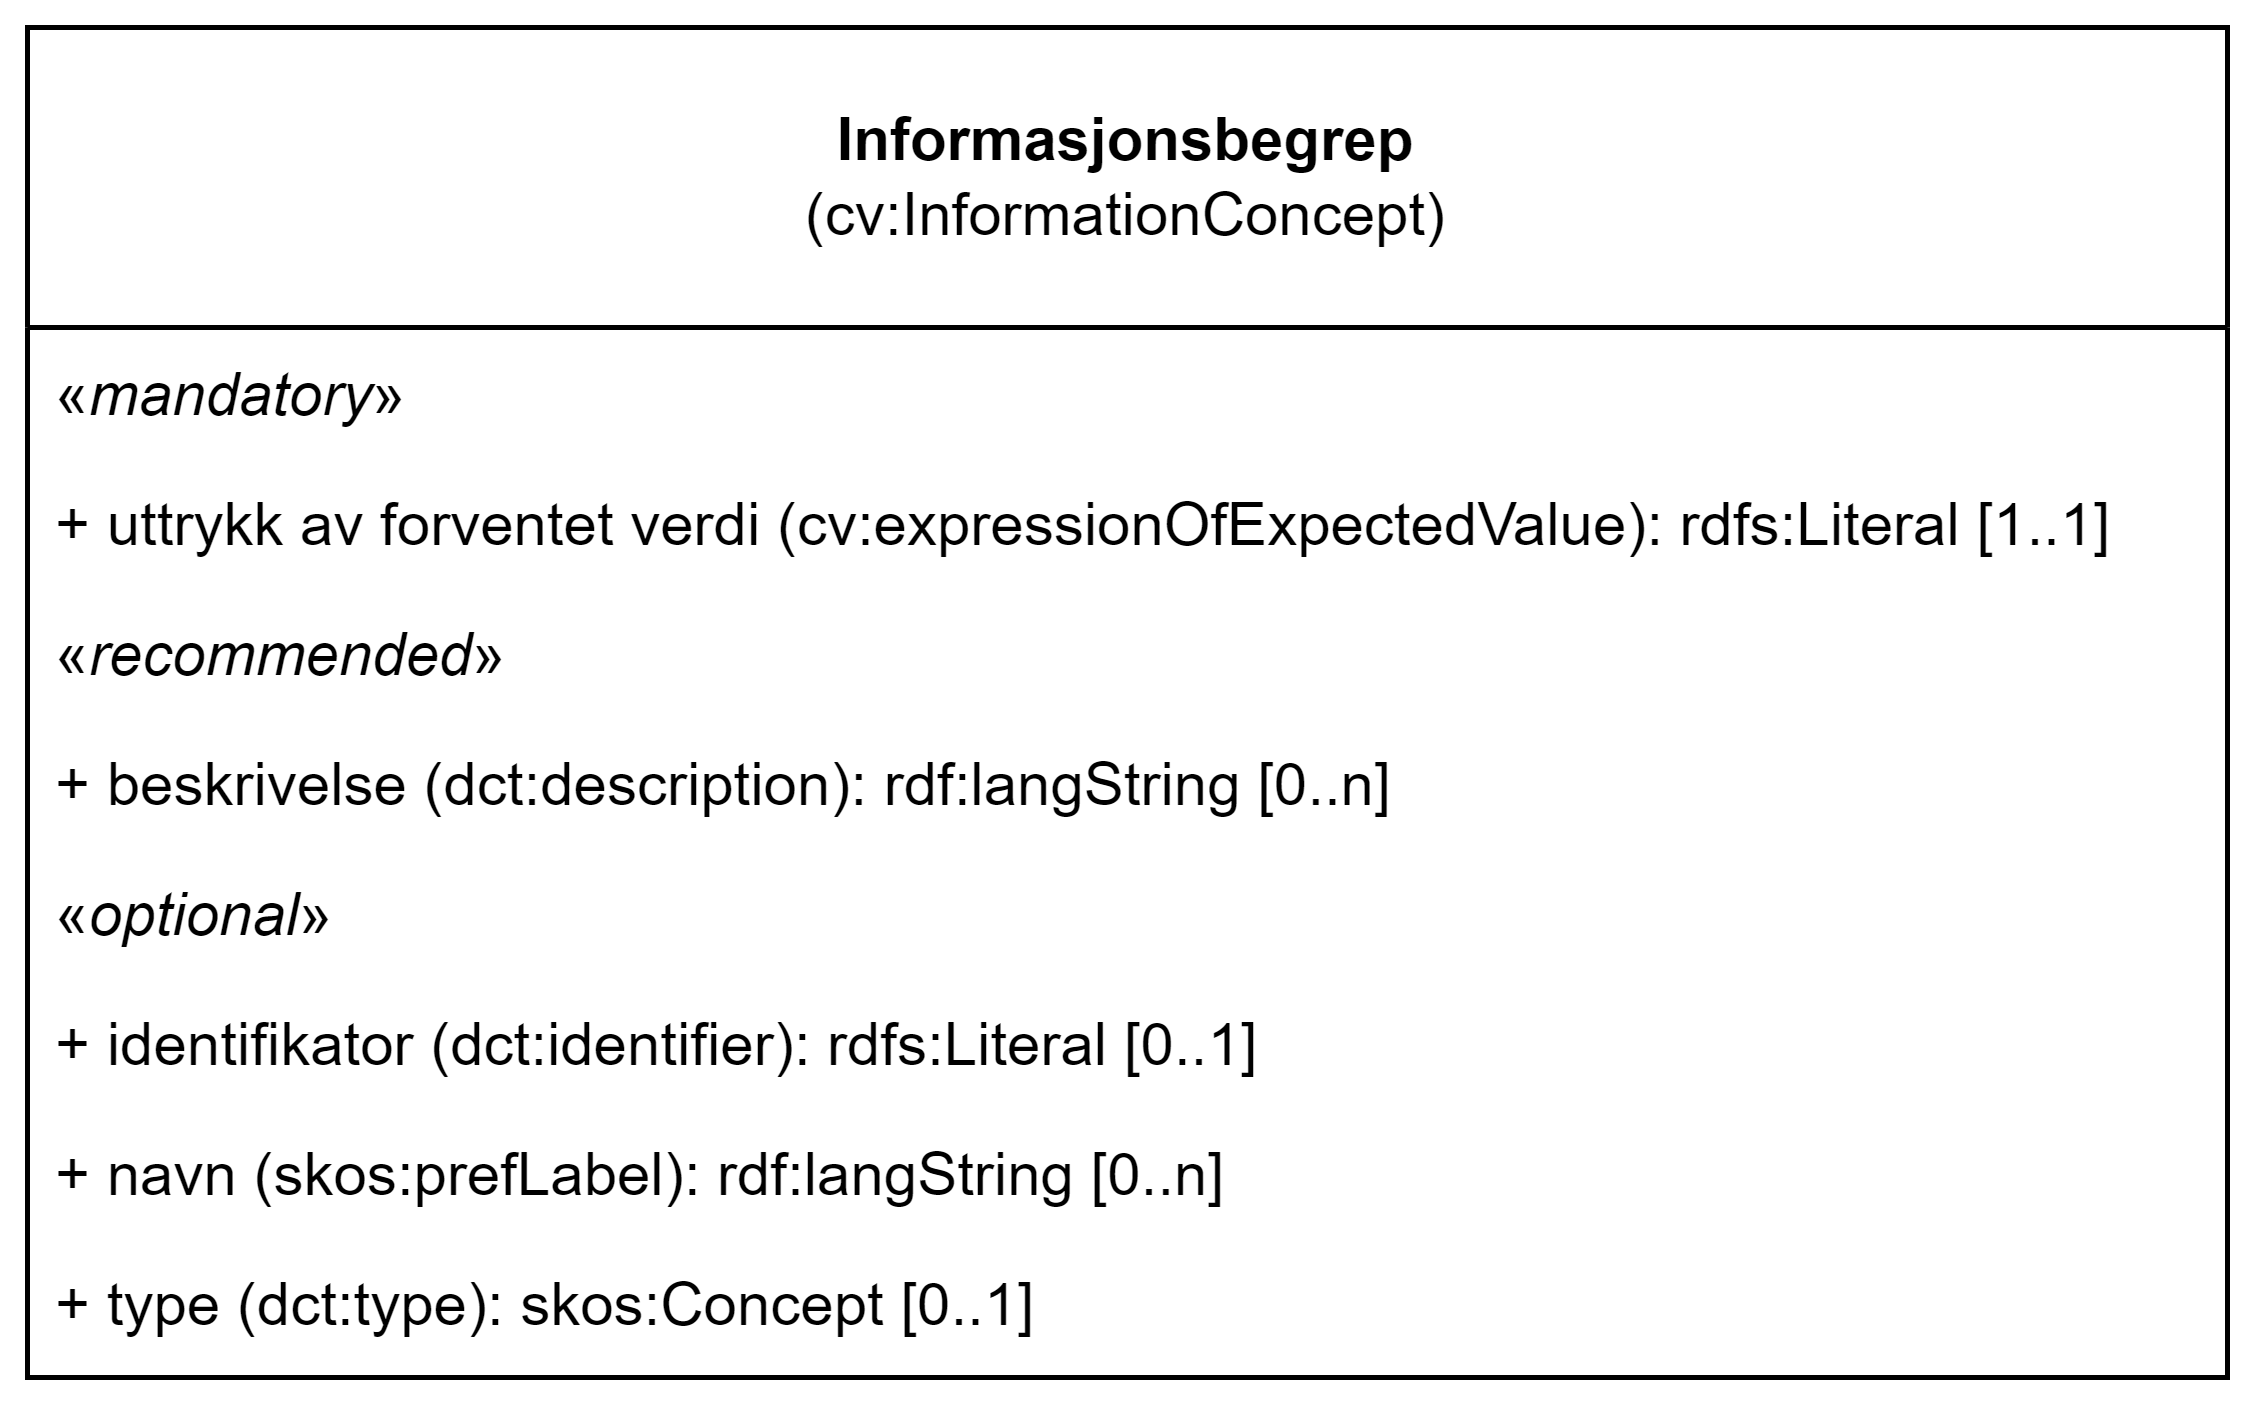 Informasjonsbegrep
(cv:InformationConcept)
«mandatory»
+ uttrykk av forventet verdi (cv:expressionOfExpectedValue): rdfs:Literal [1..1]
«recommended»
+ beskrivelse (dct:description): rdf:langString [0..n]
«optional»
+ identifikator (dct:identifier): rdfs:Literal [0..1]
+ navn (skos:prefLabel): rdf:langString [0..n]
+ type (dct:type): skos:Concept [0..1]